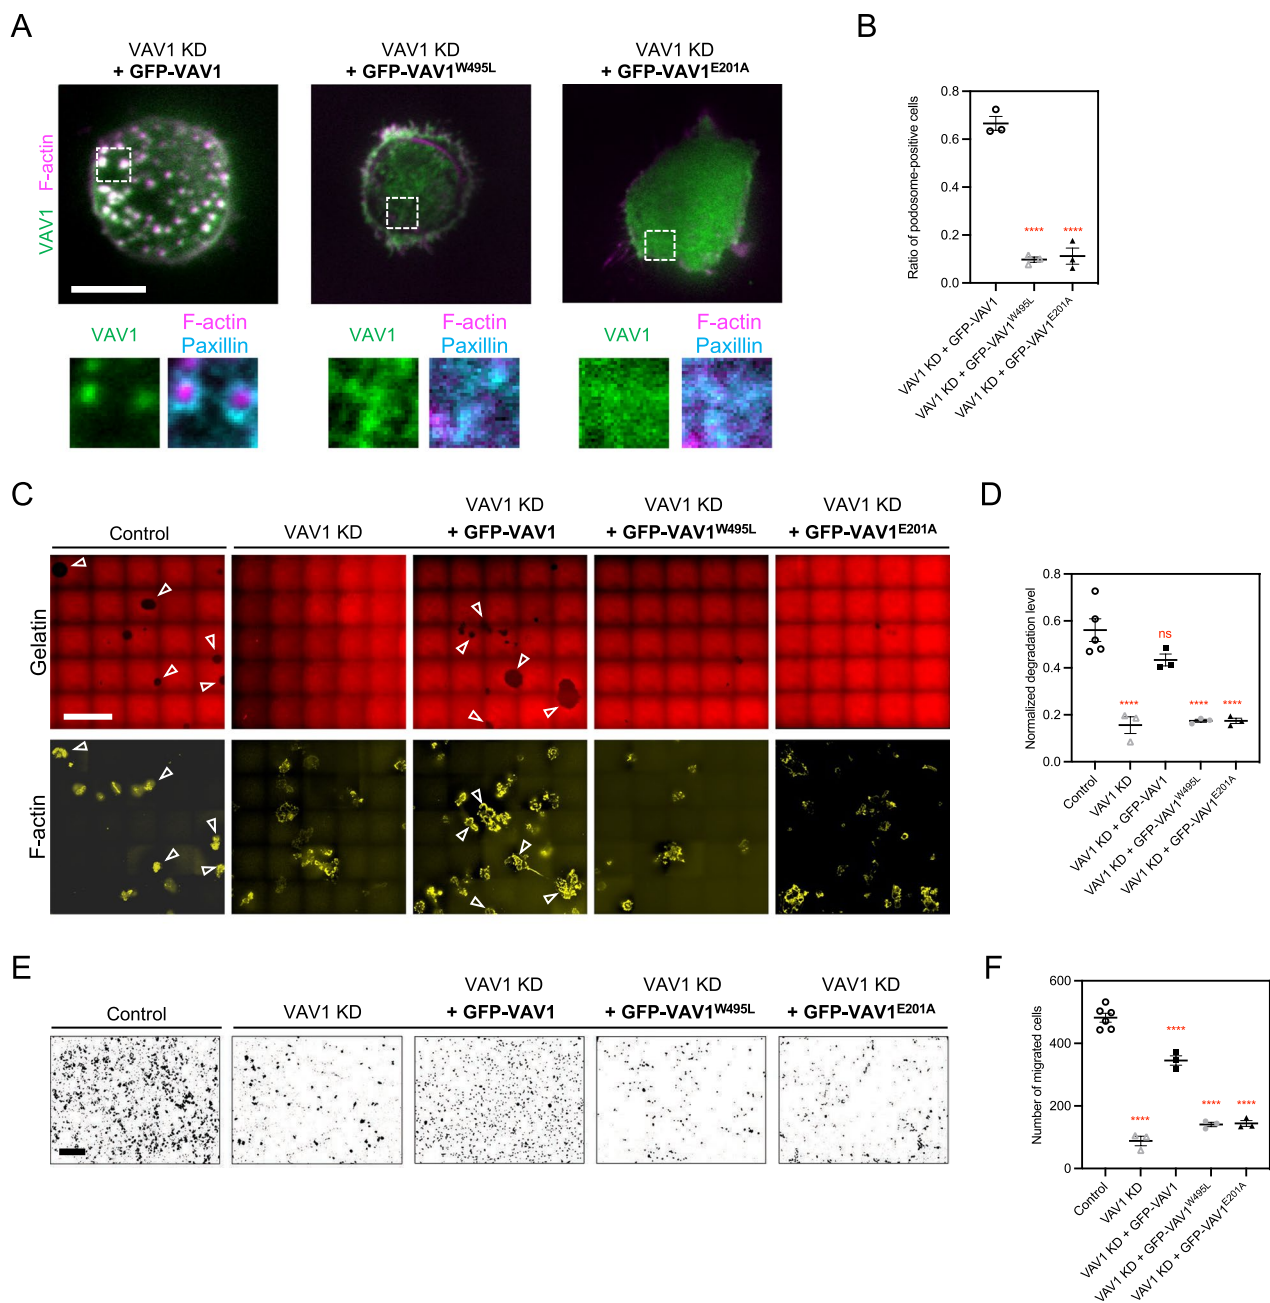 A
VAV1 KD
+ GFP-VAV1
VAV1 KD
+ GFP-VAV1W495L
VAV1 KD
+ GFP-VAV1E201A
VAV1 F-actin
VAV1
F-actin
Paxillin
VAV1
F-actin
Paxillin
VAV1
F-actin
Paxillin
B
Ratio of podosome-positive cells
0.8
0.6
0.4
0.2
0.0
****
****
VAV1 KD + GFP-VAV1
VAV1 KD + GFP-VAV1W495L
VAV1 KD + GFP-VAV1E201A
C
Control
VAV1 KD
VAV1 KD
+ GFP-VAV1
VAV1 KD
+ GFP-VAV1W495L
VAV1 KD
+ GFP-VAV1E201A
Gelatin
F-actin
D
Normalized degradation level
0.8
0.6
0.4
0.2
0.0
****
ns
****
****
Control
VAV1 KD
VAV1 KD + GFP-VAV1
VAV1 KD + GFP-VAV1W495L
VAV1 KD + GFP-VAV1E201A
E
Control
VAV1 KD
VAV1 KD
+ GFP-VAV1
VAV1 KD
+ GFP-VAV1W495L
VAV1 KD
+ GFP-VAV1E201A
F
Number of migrated cells
600
400
200
0
****
****
****
****
Control
VAV1 KD
VAV1 KD + GFP-VAV1
VAV1 KD + GFP-VAV1W495L
VAV1 KD + GFP-VAV1E201A